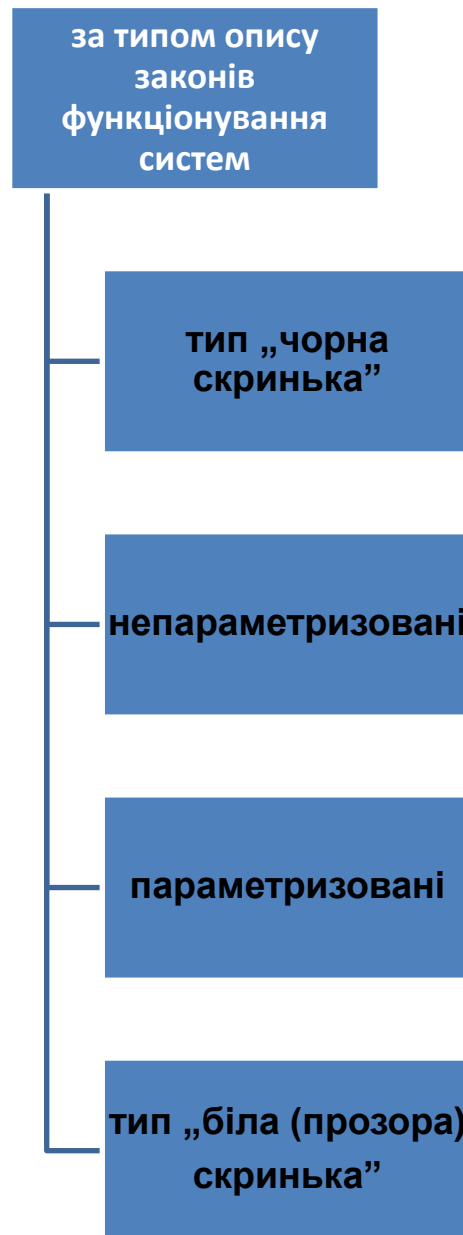 за типом опису
законів
функціонування
систем
тип „чорна
скринька”
непараметризовані
параметризовані
тип „біла (прозора)
скринька”